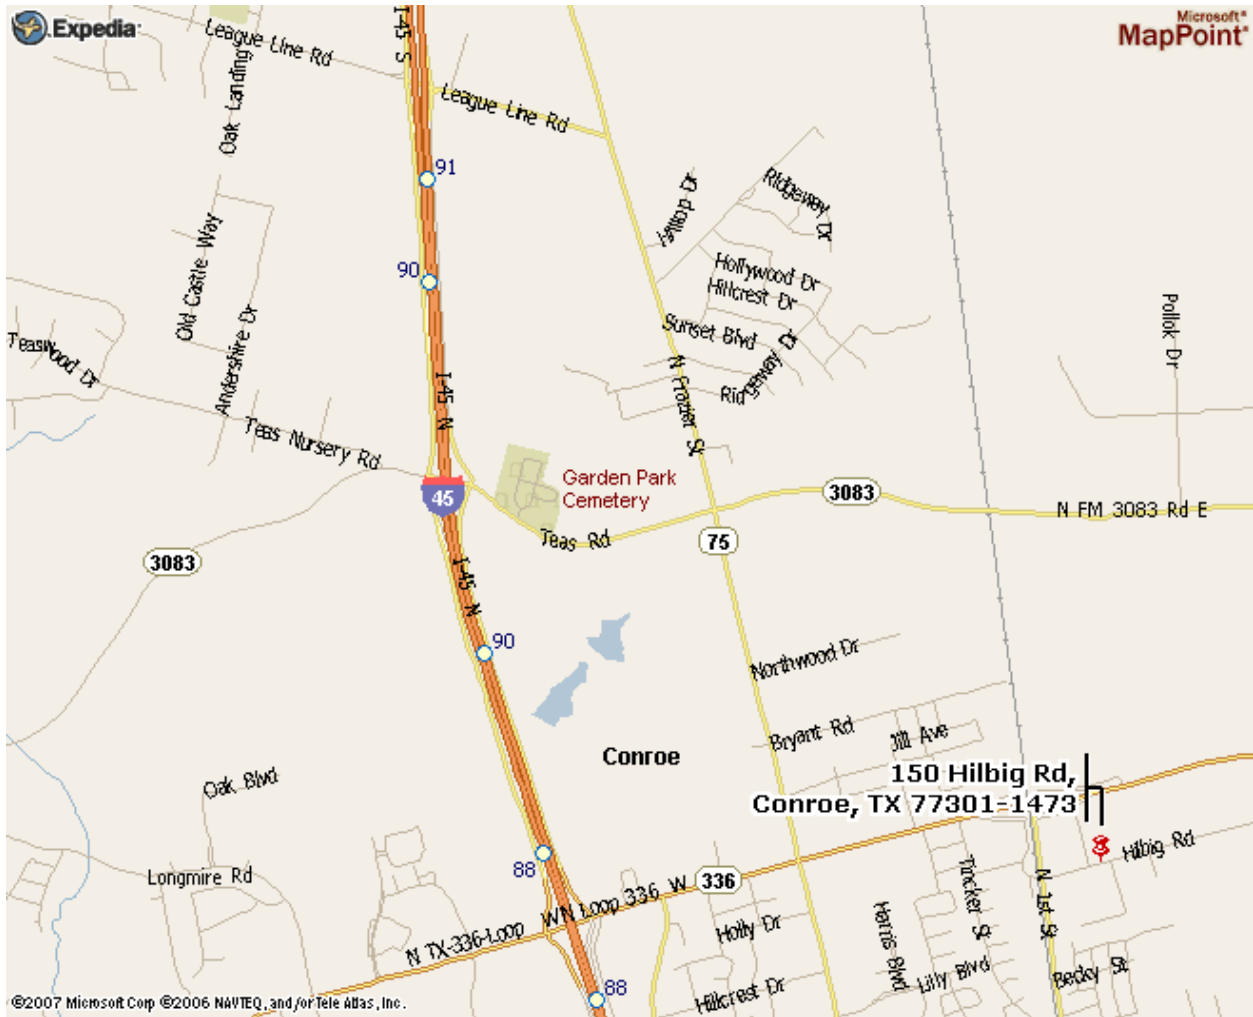 Expedia
Microsoft®
MapPoint®
I-45 S
League Line Rd
Oak Landing
League Line Rd
91
Ridgeway Dr
Old Castle Way
90
Hollywood Dr
Hillcrest Dr
Pollok Dr
Teaswood Dr
Andershire Dr
Sunset Blvd
I-45 N
N Frazier St
Teas Nursery Rd
Garden Park
Cemetery
45
3083
N FM 3083 Rd E
Teas Rd
75
3083
I-45 N
90
Northwood Dr
Bryant Rd
Jill Ave
Conroe
150 Hilbig Rd,
Conroe, TX 77301-1473
Oak Blvd
Hilbig Rd
88
Longmire Rd
336
WN Loop 336 W
N TX-336-Loop
Holly Dr
Harris Blvd
Tincker St
N 1st St
Lilly Blvd
Becky St
Hillcrest Dr
88
©2007 Microsoft Corp ©2006 NAVTEQ, and/or Tele Atlas, Inc.